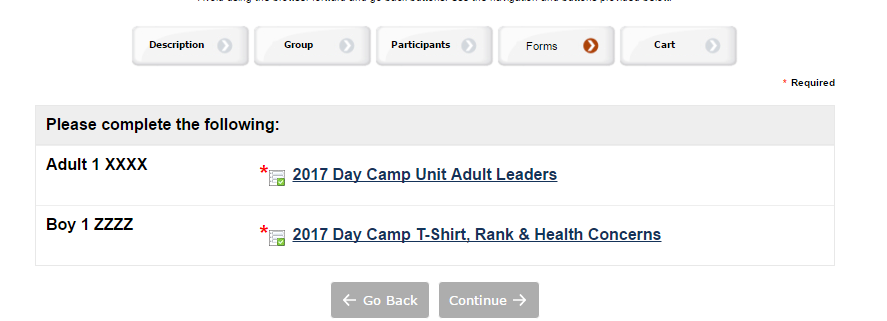 Description
Group
Participants
Forms
Cart
* Required
Please complete the following:
Adult 1 XXXX
* 2017 Day Camp Unit Adult Leaders
Boy 1 ZZZZ
* 2017 Day Camp T-Shirt, Rank & Health Concerns
← Go Back
Continue →